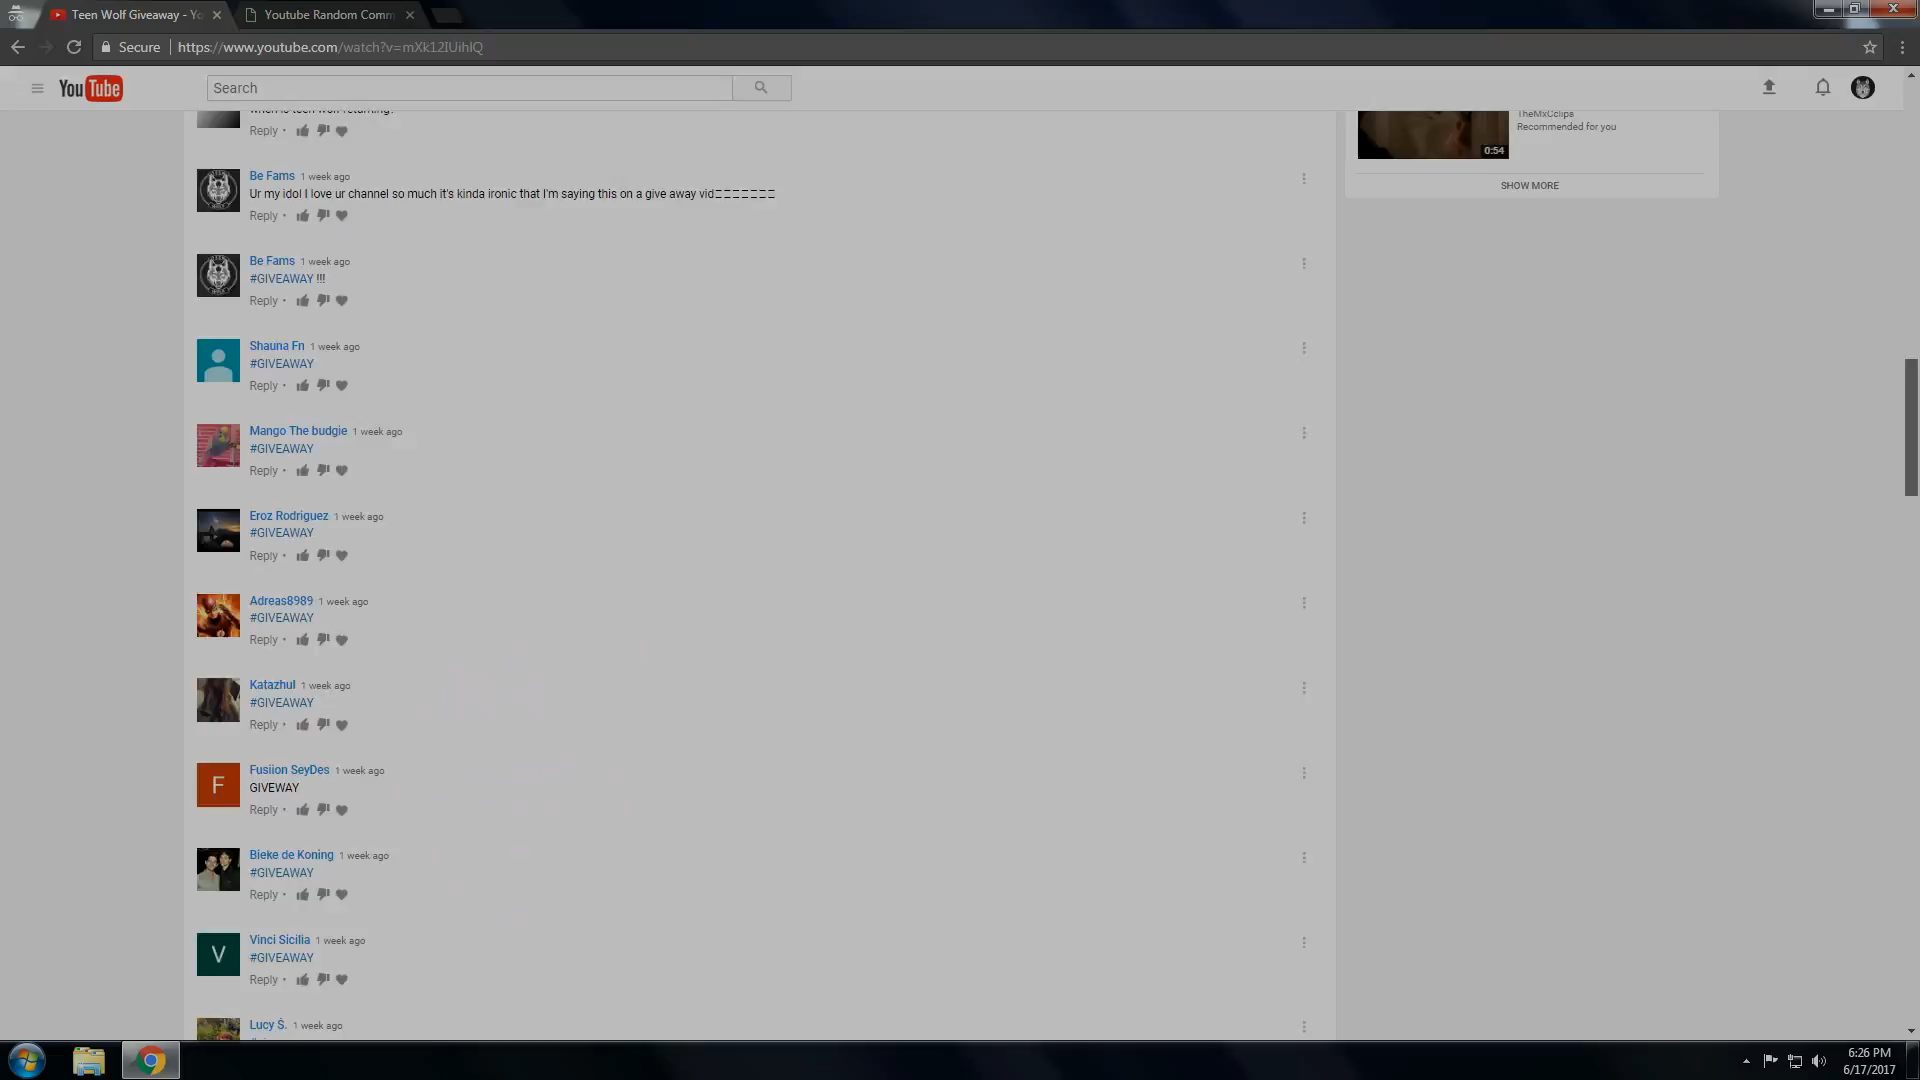 Teen Wolf Giveaway - Yo
Youtube Random Comm
Secure
https://www.youtube.com/watch?v=mXk12IUihlQ
YouTube
Search
TheMxCclips
Recommended for you
0:54
SHOW MORE
Reply
Be Fams 1 week ago
Ur my idol I love ur channel so much it's kinda ironic that I'm saying this on a give away vid
Reply
Be Fams 1 week ago
#GIVEAWAY !!!
Reply
Shauna Fn 1 week ago
#GIVEAWAY
Reply
Mango The budgie 1 week ago
#GIVEAWAY
Reply
Eroz Rodriguez 1 week ago
#GIVEAWAY
Reply
Adreas8989 1 week ago
#GIVEAWAY
Reply
Katazhul 1 week ago
#GIVEAWAY
Reply
F
Fusiion SeyDes 1 week ago
GIVEWAY
Reply
Bieke de Koning 1 week ago
#GIVEAWAY
Reply
V
Vinci Sicilia 1 week ago
#GIVEAWAY
Reply
Lucy Š. 1 week ago
6:26 PM
6/17/2017